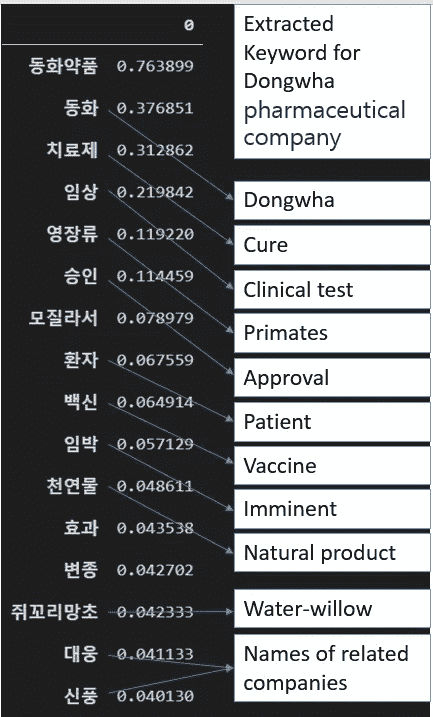 0
동화약품 0.763899
동화 0.376851
치료제 0.312862
임상 0.219842
영장류 0.119220
승인 0.114459
모질라서 0.078979
환자 0.067559
백신 0.064914
임박 0.057129
천연물 0.048611
효과 0.043538
변종 0.042702
쥐꼬리망초 0.042333
대웅 0.041133
신풍 0.040130
Extracted
Keyword for
Dongwha
pharmaceutical
company
Dongwha
Cure
Clinical test
Primates
Approval
Patient
Vaccine
Imminent
Natural product
Water-willow
Names of related
companies